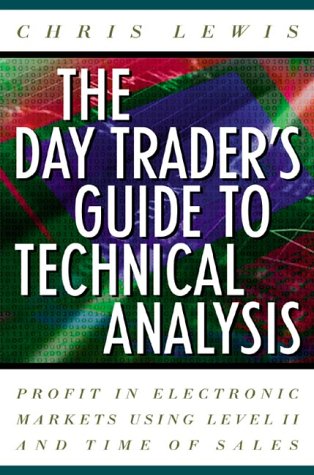 CHRIS LEWIS
THE
DAY TRADER'S
GUIDE TO
TECHNICAL
ANALYSIS
PROFIT IN ELECTRONIC
MARKETS USING LEVEL II
AND TIME OF SALES